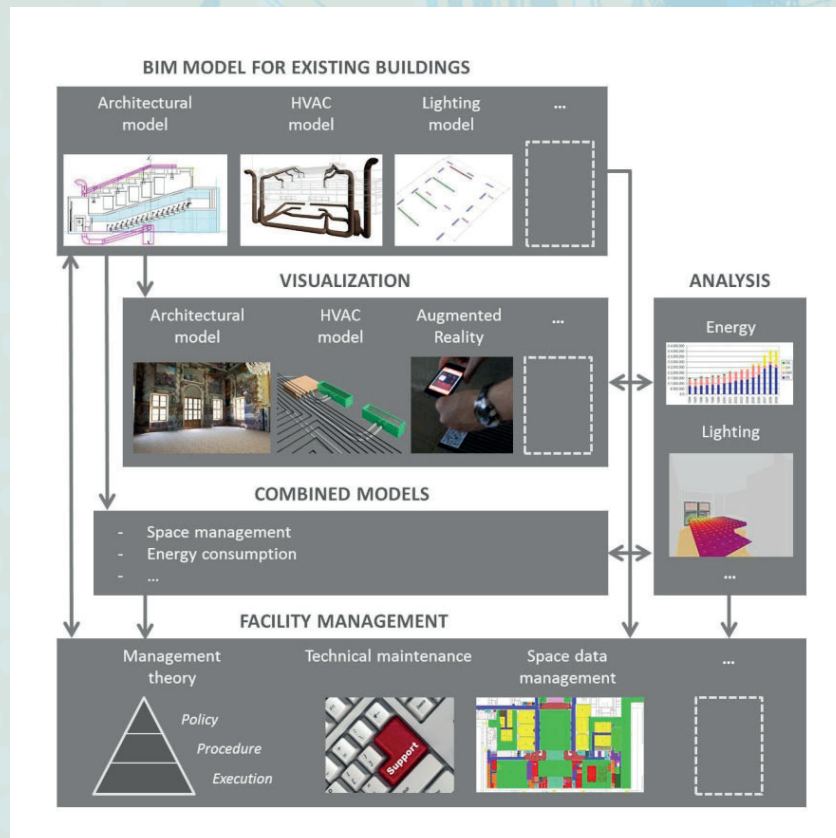 BIM MODEL FOR EXISTING BUILDINGS
Architectural
model
HVAC
model
Lighting
model
...
VISUALIZATION
Architectural
model
HVAC
model
Augmented
Reality
...
ANALYSIS
Energy
Lighting
...
COMBINED MODELS
- Space management
- Energy consumption
- ...
FACILITY MANAGEMENT
Management
theory
Policy
Procedure
Execution
Technical maintenance
Support
Space data
management
...